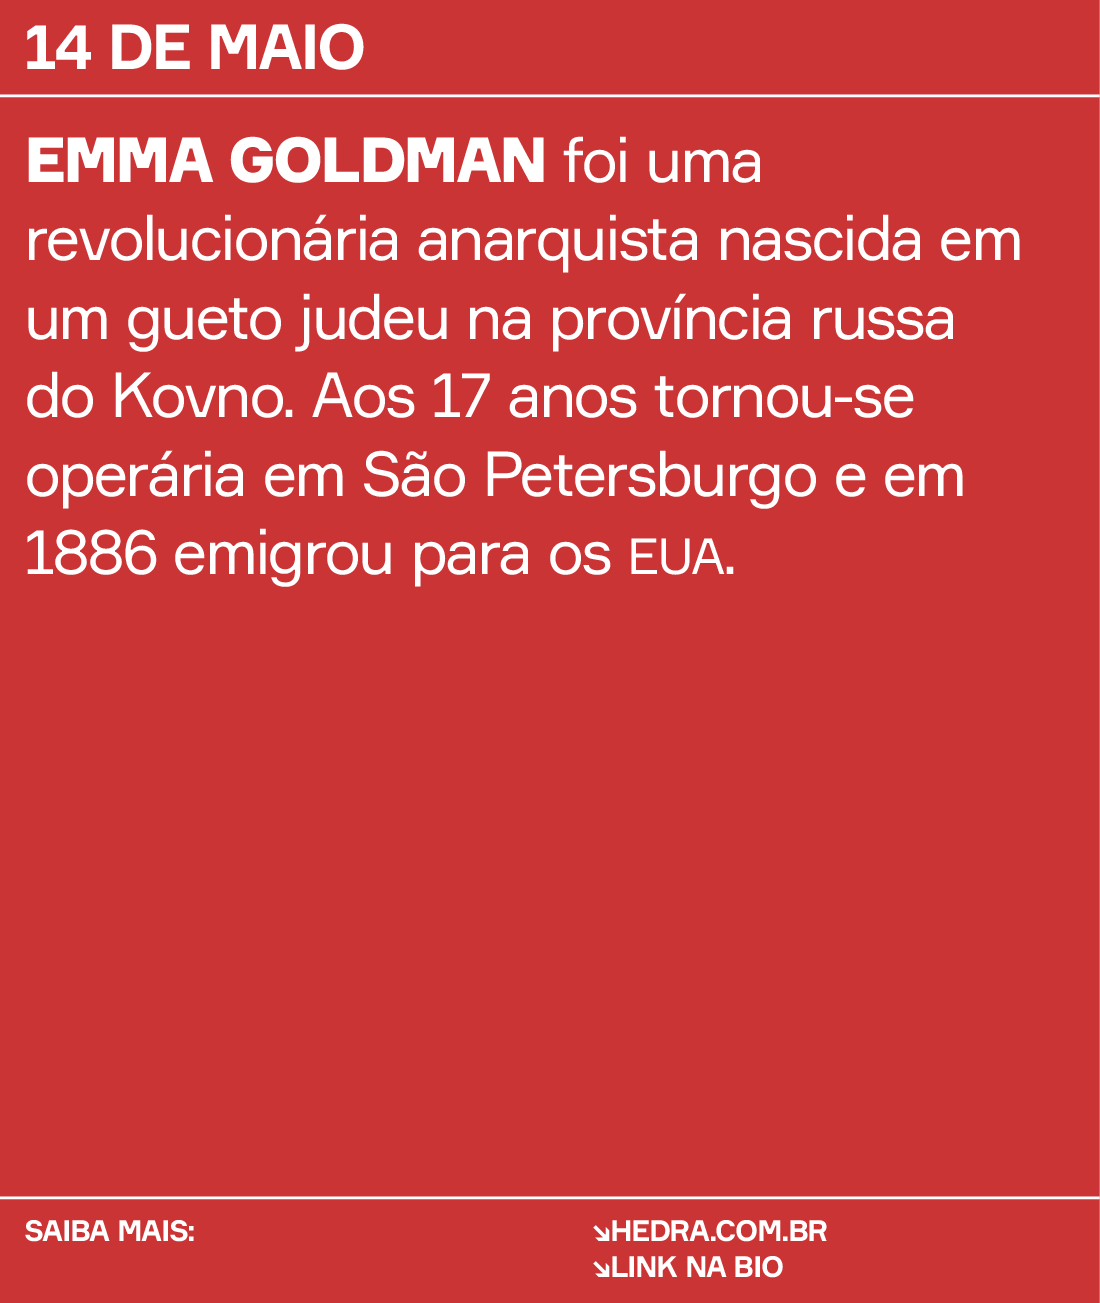 14 DE MAIO
EMMA GOLDMAN foi uma
revolucionária anarquista nascida em
um gueto judeu na província russa
do Kovno. Aos 17 anos tornou-se
operária em São Petersburgo e em
1886 emigrou para os EUA.
SAIBA MAIS:
↘HEDRA.COM.BR
↘LINK NA BIO